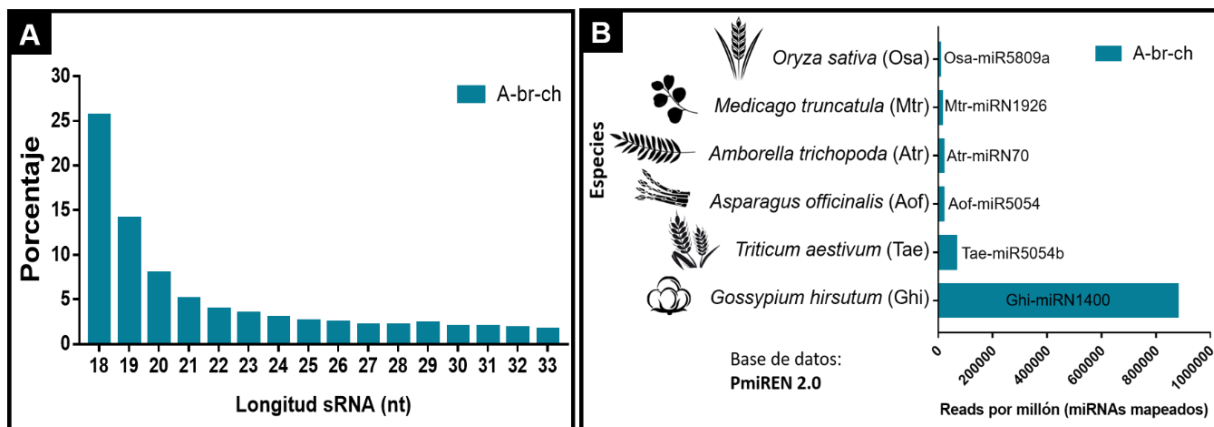 A
30
25
20
15
10
5
0
Porcentaje
A-br-ch
18 19 20 21 22 23 24 25 26 27 28 29 30 31 32 33
Longitud sRNA (nt)
B
Especies
A-br-ch
Oryza sativa (Osa) Osa-miR5809a
Medicago truncatula (Mtr) Mtr-miRN1926
Amborella trichopoda (Atr) Atr-miRN70
Asparagus officinalis (Aof) Aof-miR5054
Triticum aestivum (Tae) Tae-miR5054b
Gossypium hirsutum (Ghi) Ghi-miRN1400
0 200000 400000 600000 800000 1000000
Base de datos:
PmiREN 2.0
Reads por millón (miRNAs mapeados)